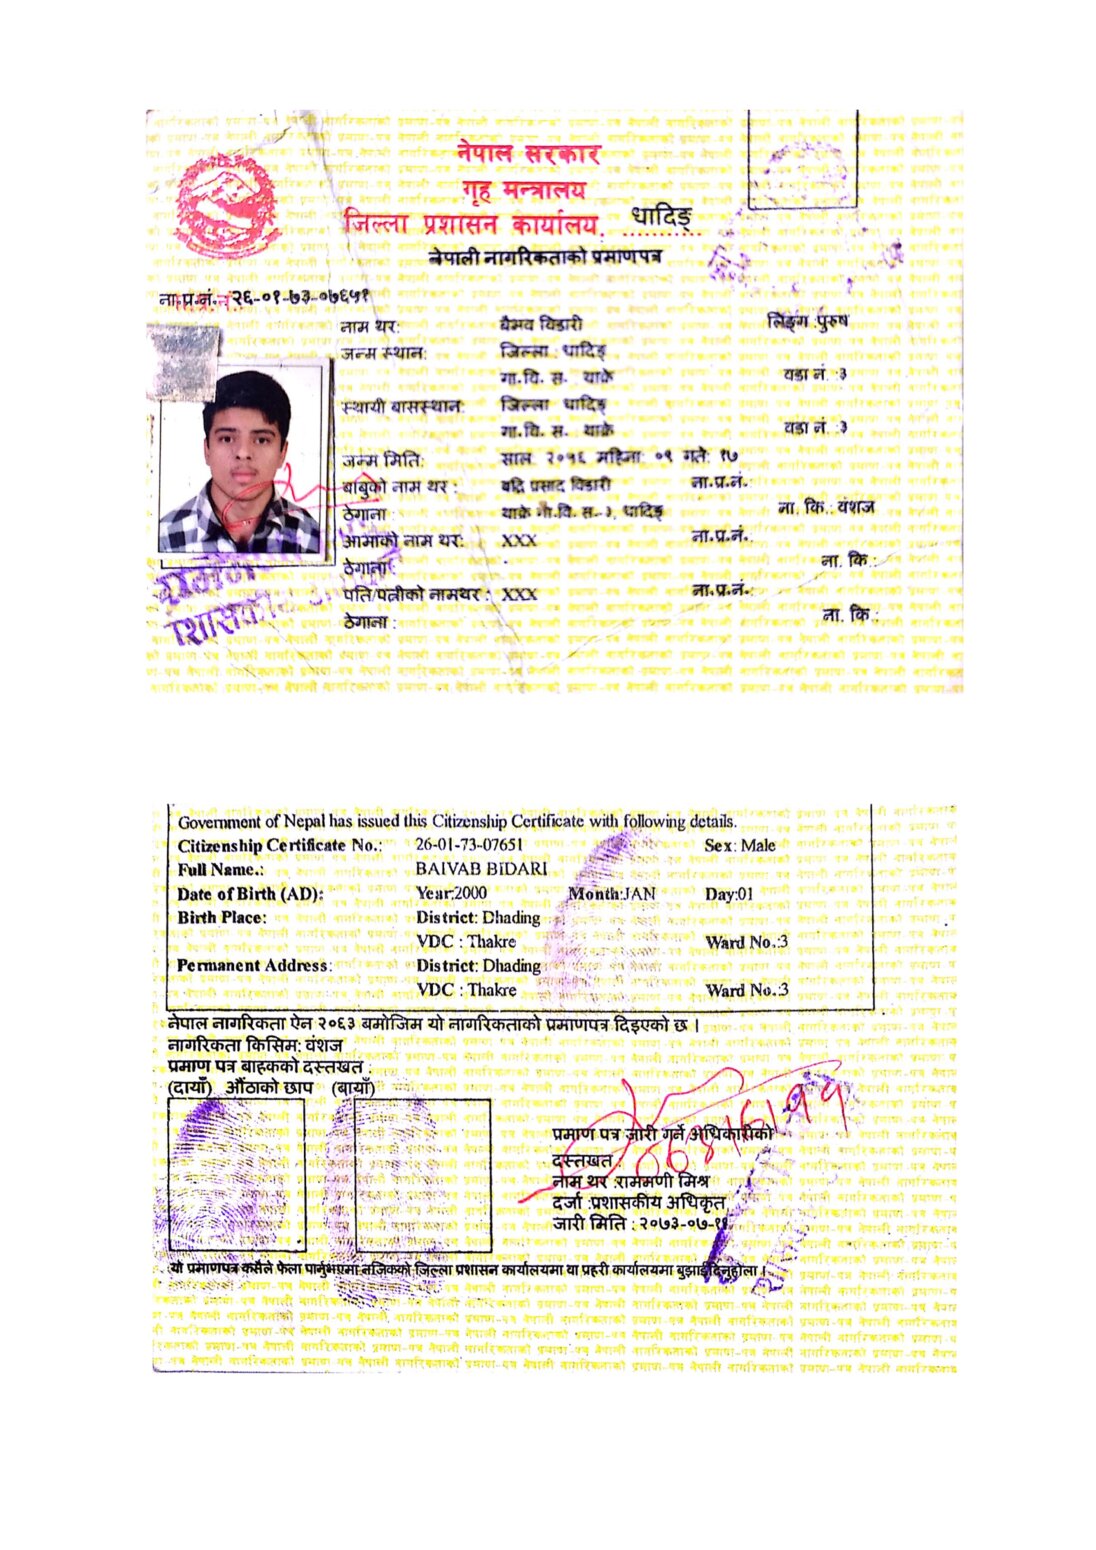 नेपाल सरकार
गृह मन्त्रालय
जिल्ला प्रशासन कार्यालय, धादिङ्ग
नेपाली नागरिकताको प्रमाणपत्र
ना.प्र.नं. २६-०१-७३-०७६५१
नाम थर: बैभव विडारी लिङ्ग :पुरुष
जन्म स्थान: जिल्ला : धादिङ्ग
गा.वि. स. थाक्रे वडा नं. :३
स्थायी बासस्थान: जिल्ला धादिङ्ग
गा.वि. स. थाक्रे वडा नं. :३
जन्म मिति: साल: २०५६ महिना: ०९ गते: १७
बाबुको नाम थर : बद्रि प्रसाद विडारी ना.प्र.नं.:
ठेगाना : थाक्रे गा.वि. स.-३, धादिङ्ग ना. कि.: वंशज
आमाको नाम थर: XXX ना.प्र.नं.:
ठेगाना: ना. कि.:
पति/पत्नीको नामथर : XXX ना.प्र.नं.:
ठेगाना : ना. कि.:
Government of Nepal has issued this Citizenship Certificate with following details.
Citizenship Certificate No.: 26-01-73-07651 Sex: Male
Full Name.: BAIVAB BIDARI
Date of Birth (AD): Year:2000 Month:JAN Day:01
Birth Place: District: Dhading
VDC : Thakre Ward No.:3
Permanent Address: District: Dhading
VDC : Thakre Ward No.:3
नेपाल नागरिकता ऐन २०६३ बमोजिम यो नागरिकताको प्रमाणपत्र दिइएको छ ।
नागरिकता किसिम: वंशज
प्रमाण पत्र बाहकको दस्तखत :
(दायाँ) औंठाको छाप (बायाँ)
प्रमाण पत्र जारी गर्ने अधिकारीको
दस्तखत :
नाम थर :राममणी मिश्र
दर्जा :प्रशासकीय अधिकृत
जारी मिति : २०७३-०७-११
यो प्रमाणपत्र कसैले फेला पार्नुभएमा नजिकको जिल्ला प्रशासन कार्यालयमा वा प्रहरी कार्यालयमा बुझाईदिनुहोला ।